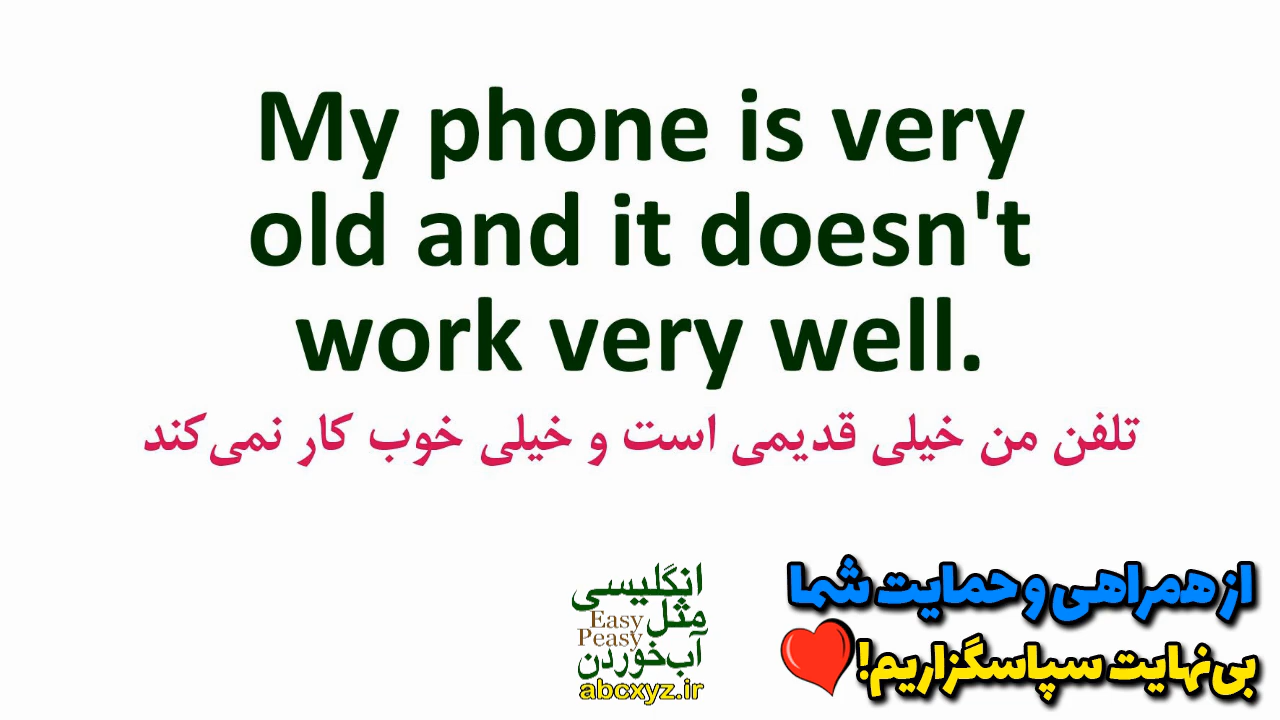 My phone is very
old and it doesn't
work very well.
تلفن من خیلی قدیمی است و خیلی خوب کار نمی‌کند
انگلیسی
مثل
Easy
Peasy
آب‌خوردن
abcxyz.ir
از همراهی و حمایت شما
بی‌نهایت سپاسگزاریم!